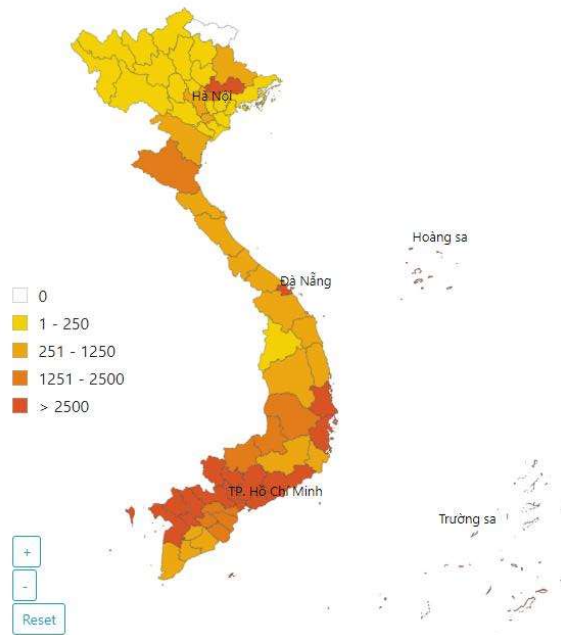 Hà Nội
Hoàng sa
Đà Nẵng
0
1 - 250
251 - 1250
1251 - 2500
> 2500
TP. Hồ Chí Minh
Trường sa
+
-
Reset